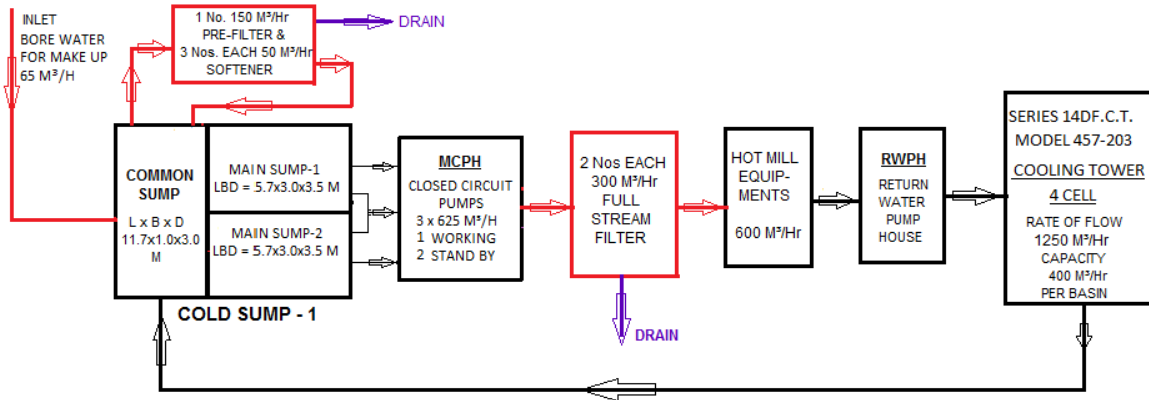 INLET
BORE WATER
FOR MAKE UP
65 M³/H
1 No. 150 M³/Hr
PRE-FILTER &
3 Nos. EACH 50 M³/Hr
SOFTENER
DRAIN
COMMON
SUMP
L x B x D
11.7x1.0x3.0
M
MAIN SUMP-1
LBD = 5.7x3.0x3.5 M
MAIN SUMP-2
LBD = 5.7x3.0x3.5 M
COLD SUMP - 1
MCPH
CLOSED CIRCUIT
PUMPS
3 x 625 M³/H
1 WORKING
2 STAND BY
2 Nos EACH
300 M³/Hr
FULL
STREAM
FILTER
DRAIN
HOT MILL
EQUIP-
MENTS
600 M³/Hr
RWPH
RETURN
WATER
PUMP
HOUSE
SERIES 14DF.C.T.
MODEL 457-203
COOLING TOWER
4 CELL
RATE OF FLOW
1250 M³/Hr
CAPACITY
400 M³/Hr
PER BASIN